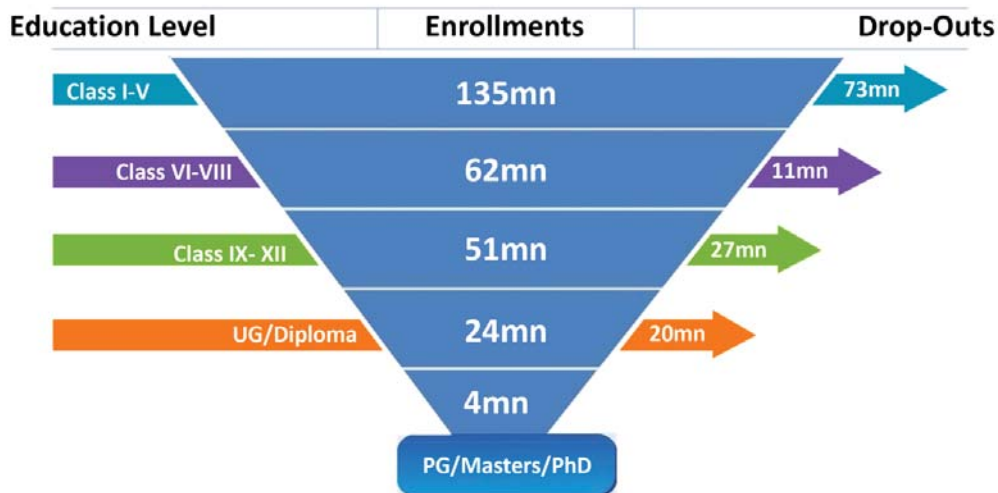 Education Level Enrollments Drop-Outs
Class I-V 135mn 73mn
Class VI-VIII 62mn 11mn
Class IX- XII 51mn 27mn
UG/Diploma 24mn 20mn
4mn
PG/Masters/PhD